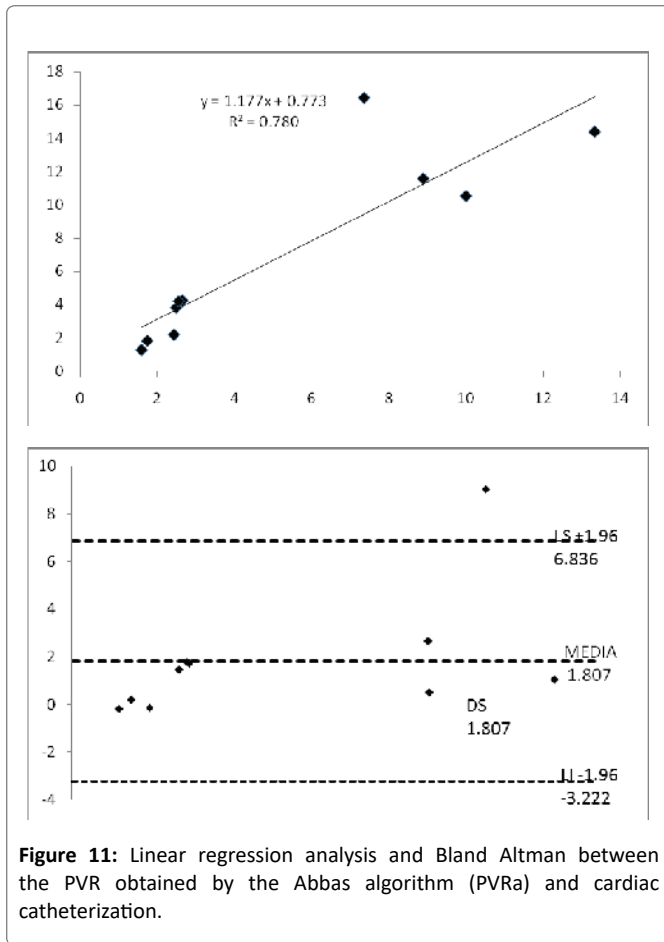 18
16
14
12
10
8
6
4
2
0
y = 1.177x + 0.773
R² = 0.780
0 2 4 6 8 10 12 14
10
8
6
4
2
0
-2
-4
LS +1.96
6.836
MEDIA
1.807
DS
1.807
LI -1.96
-3.222
Figure 11: Linear regression analysis and Bland Altman between
the PVR obtained by the Abbas algorithm (PVRa) and cardiac
catheterization.